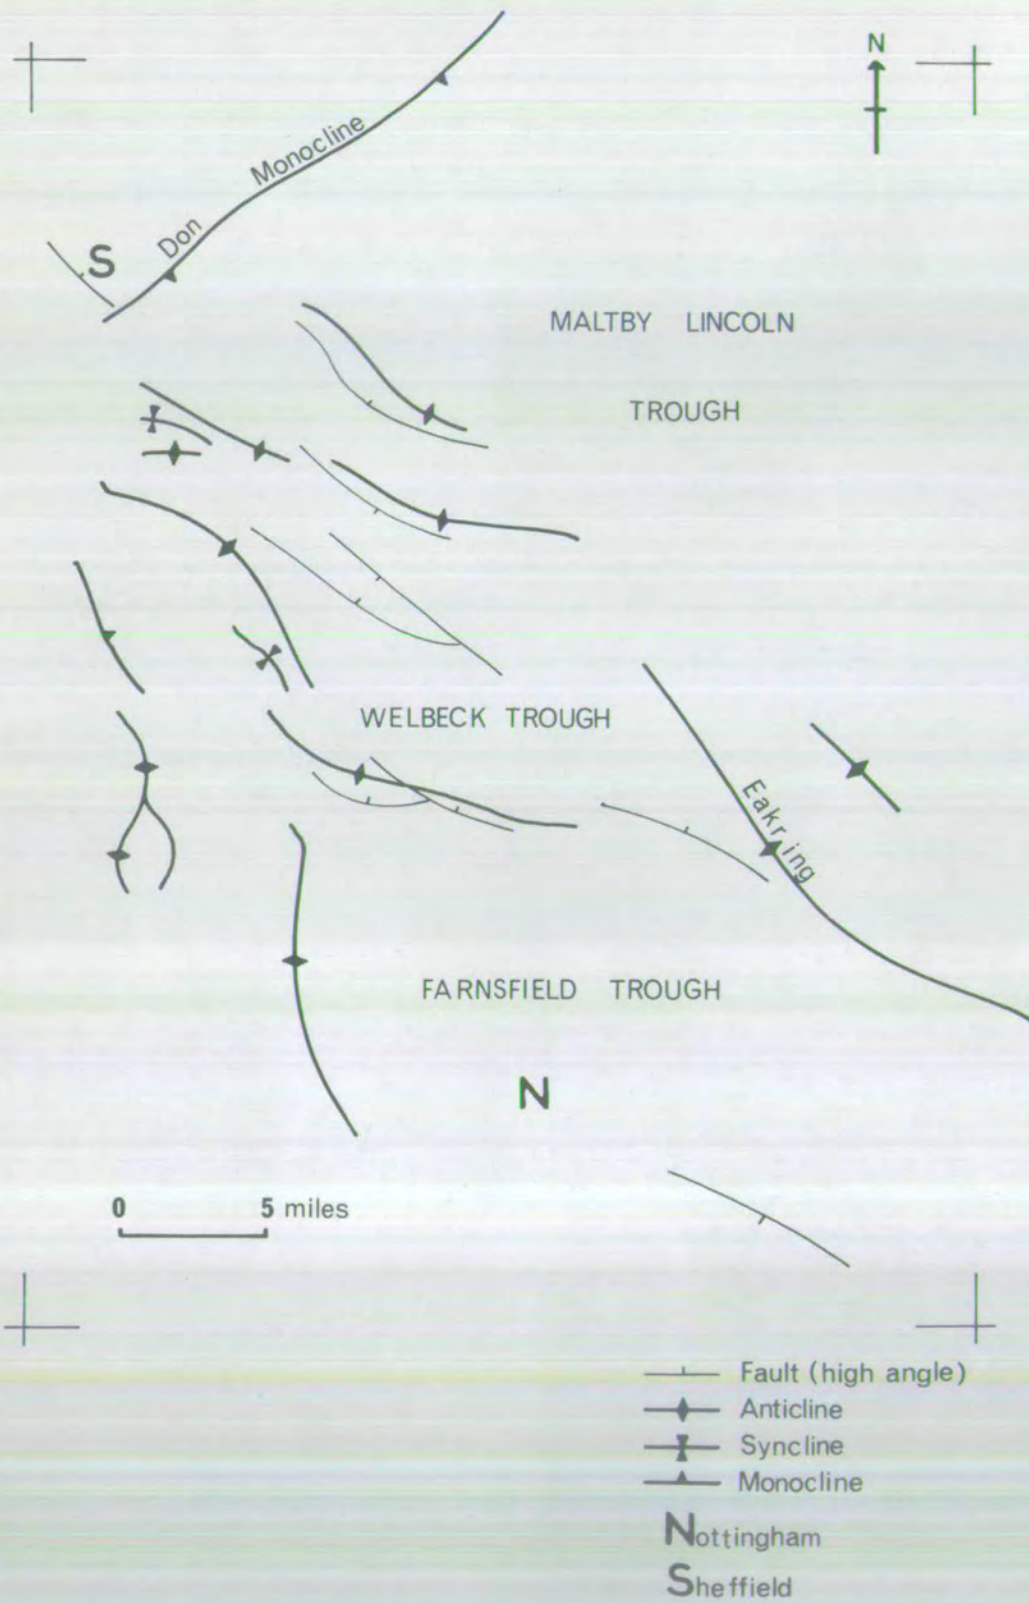 N
Don Monocline
S
MALTBY LINCOLN
TROUGH
WELBECK TROUGH
Eakring
FARNSFIELD TROUGH
N
0 5 miles
Fault (high angle)
Anticline
Syncline
Monocline
Nottingham
Sheffield